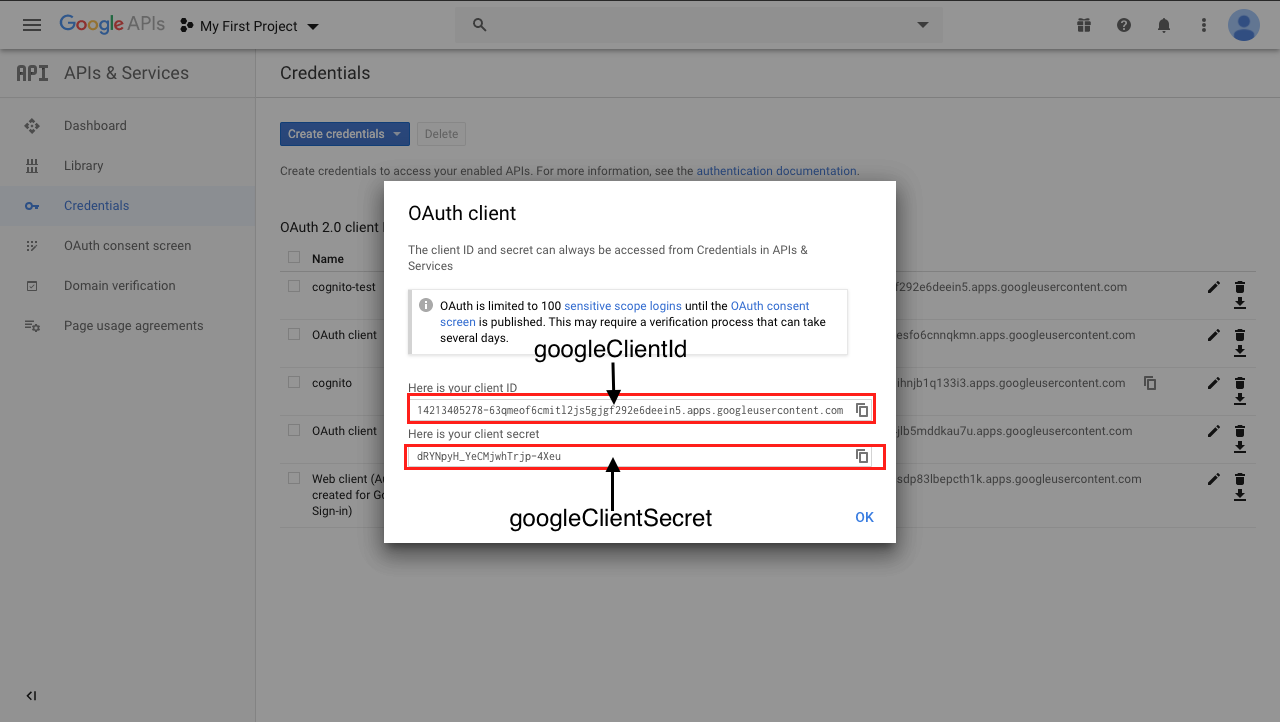 Google APIs
My First Project
API
APIs & Services
Credentials
Dashboard
Library
Credentials
OAuth consent screen
Domain verification
Page usage agreements
Create credentials
Delete
Create credentials to access your enabled APIs. For more information, see the authentication documentation.
OAuth 2.0 client
Name
cognito-test
f292e6deein5.apps.googleusercontent.com
OAuth client
esfo6cnnqkmn.apps.googleusercontent.com
cognito
ihnjb1q133i3.apps.googleusercontent.com
OAuth client
jlb5mddkau7u.apps.googleusercontent.com
Web client (Au
created for Go
Sign-in)
sdp83lbepcth1k.apps.googleusercontent.com
OAuth client
The client ID and secret can always be accessed from Credentials in APIs &
Services
OAuth is limited to 100 sensitive scope logins until the OAuth consent
screen is published. This may require a verification process that can take
several days.
googleClientId
Here is your client ID
14213405278-63qmeof6cmitl2js5gjgf292e6deein5.apps.googleusercontent.com
Here is your client secret
dRYNpyH_YeCMjwhTrjp-4Xeu
googleClientSecret
OK